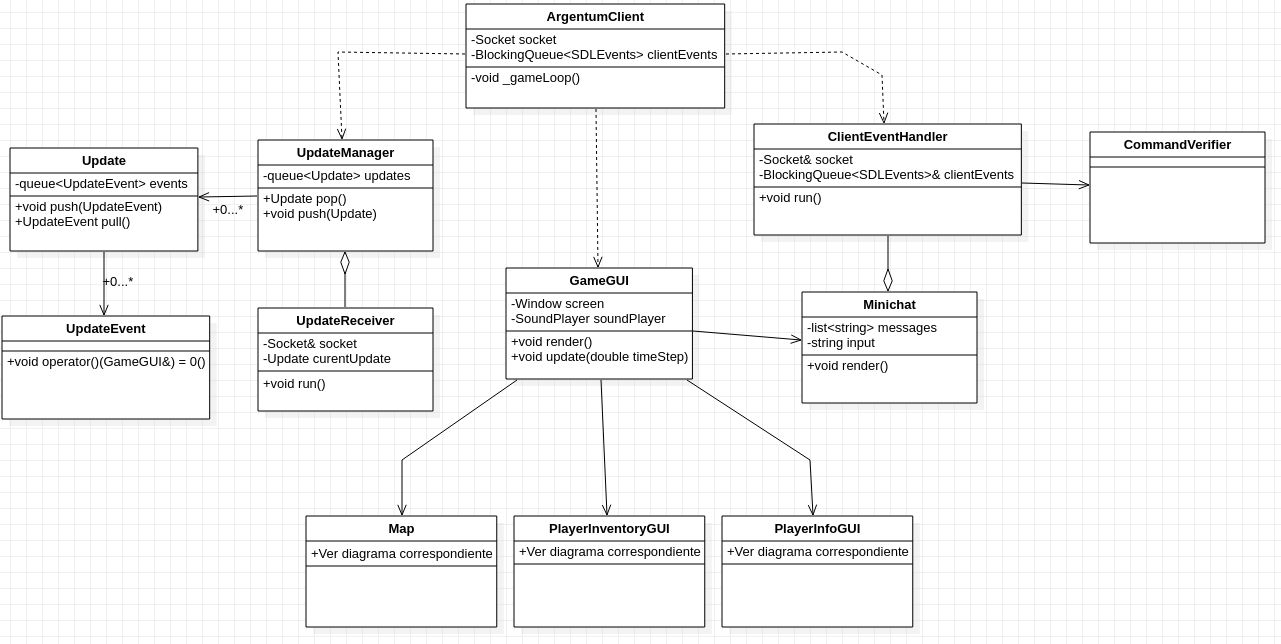 ArgentumClient
-Socket socket
-BlockingQueue<SDLEvents> clientEvents
-void _gameLoop()
Update
-queue<UpdateEvent> events
+void push(UpdateEvent)
+UpdateEvent pull()
+0...*
UpdateManager
-queue<Update> updates
+Update pop()
+void push(Update)
ClientEventHandler
-Socket& socket
-BlockingQueue<SDLEvents>& clientEvents
+void run()
CommandVerifier
+0...*
UpdateEvent
+void operator()(GameGUI&) = 0()
UpdateReceiver
-Socket& socket
-Update curentUpdate
+void run()
GameGUI
-Window screen
-SoundPlayer soundPlayer
+void render()
+void update(double timeStep)
Minichat
-list<string> messages
-string input
+void render()
Map
+Ver diagrama correspondiente
PlayerInventoryGUI
+Ver diagrama correspondiente
PlayerInfoGUI
+Ver diagrama correspondiente